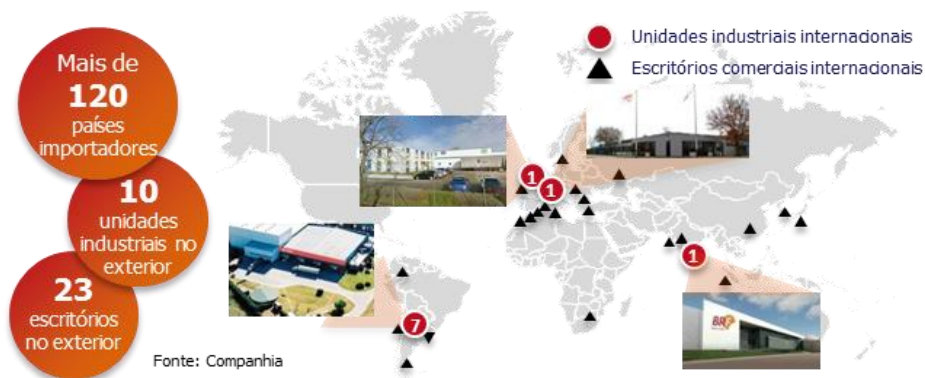 Mais de
120
países
importadores
10
unidades
industriais no
exterior
23
escritórios
no exterior
Unidades industriais internacionais
Escritórios comerciais internacionais
1
1
1
7
Fonte: Companhia